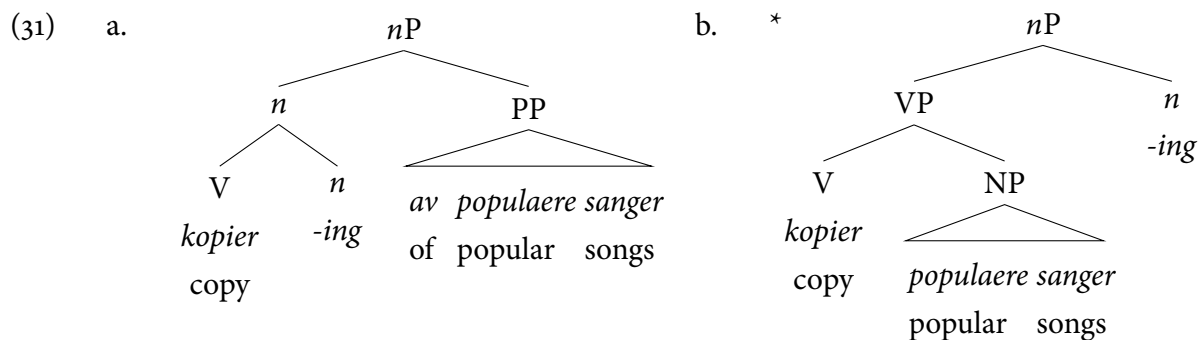 (31) a. nP b. * nP
n PP VP n
-ing
V n V NP
av populaere sanger
kopier -ing kopier
of popular songs populaere sanger
copy copy
popular songs